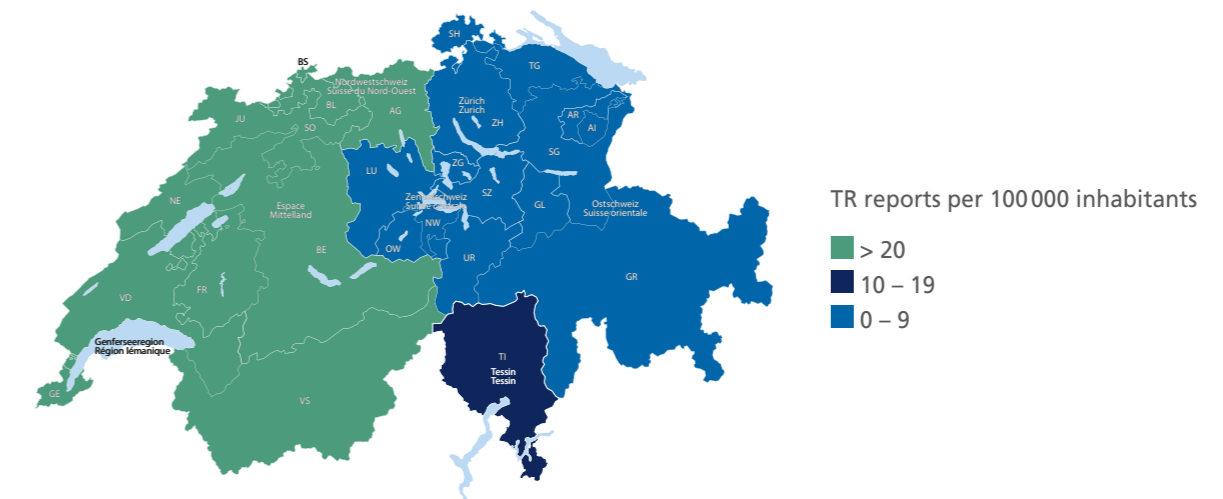 SH
BS
TG
Nordwestschweiz
Suisse du Nord-Ouest
BL
AG
Zürich
Zurich
ZH
AR
AI
JU
SO
SG
LU
ZG
SZ
NE
Espace
Mittelland
GL
Ostschweiz
Suisse orientale
NW
BE
OW
UR
GR
FR
VD
Genferseeregion
Région lémanique
TI
Tessin
Tessin
GE
VS
TR reports per 100 000 inhabitants
> 20
10 – 19
0 – 9